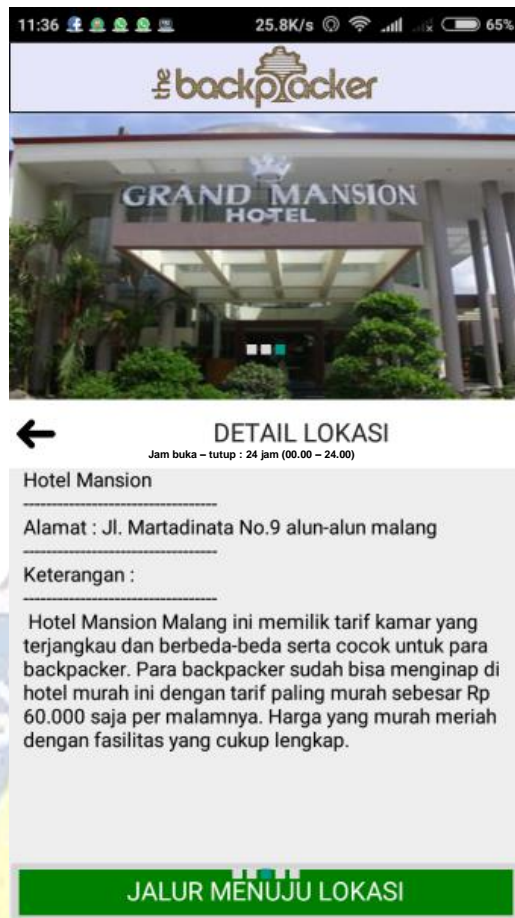 11:36 25.8K/s 65%
the backpacker
GRAND MANSION
HOTEL
DETAIL LOKASI
Jam buka – tutup : 24 jam (00.00 – 24.00)
Hotel Mansion
----------------------------------
Alamat : Jl. Martadinata No.9 alun-alun malang
----------------------------------
Keterangan :
----------------------------------
Hotel Mansion Malang ini memilik tarif kamar yang
terjangkau dan berbeda-beda serta cocok untuk para
backpacker. Para backpacker sudah bisa menginap di
hotel murah ini dengan tarif paling murah sebesar Rp
60.000 saja per malamnya. Harga yang murah meriah
dengan fasilitas yang cukup lengkap.
JALUR MENUJU LOKASI